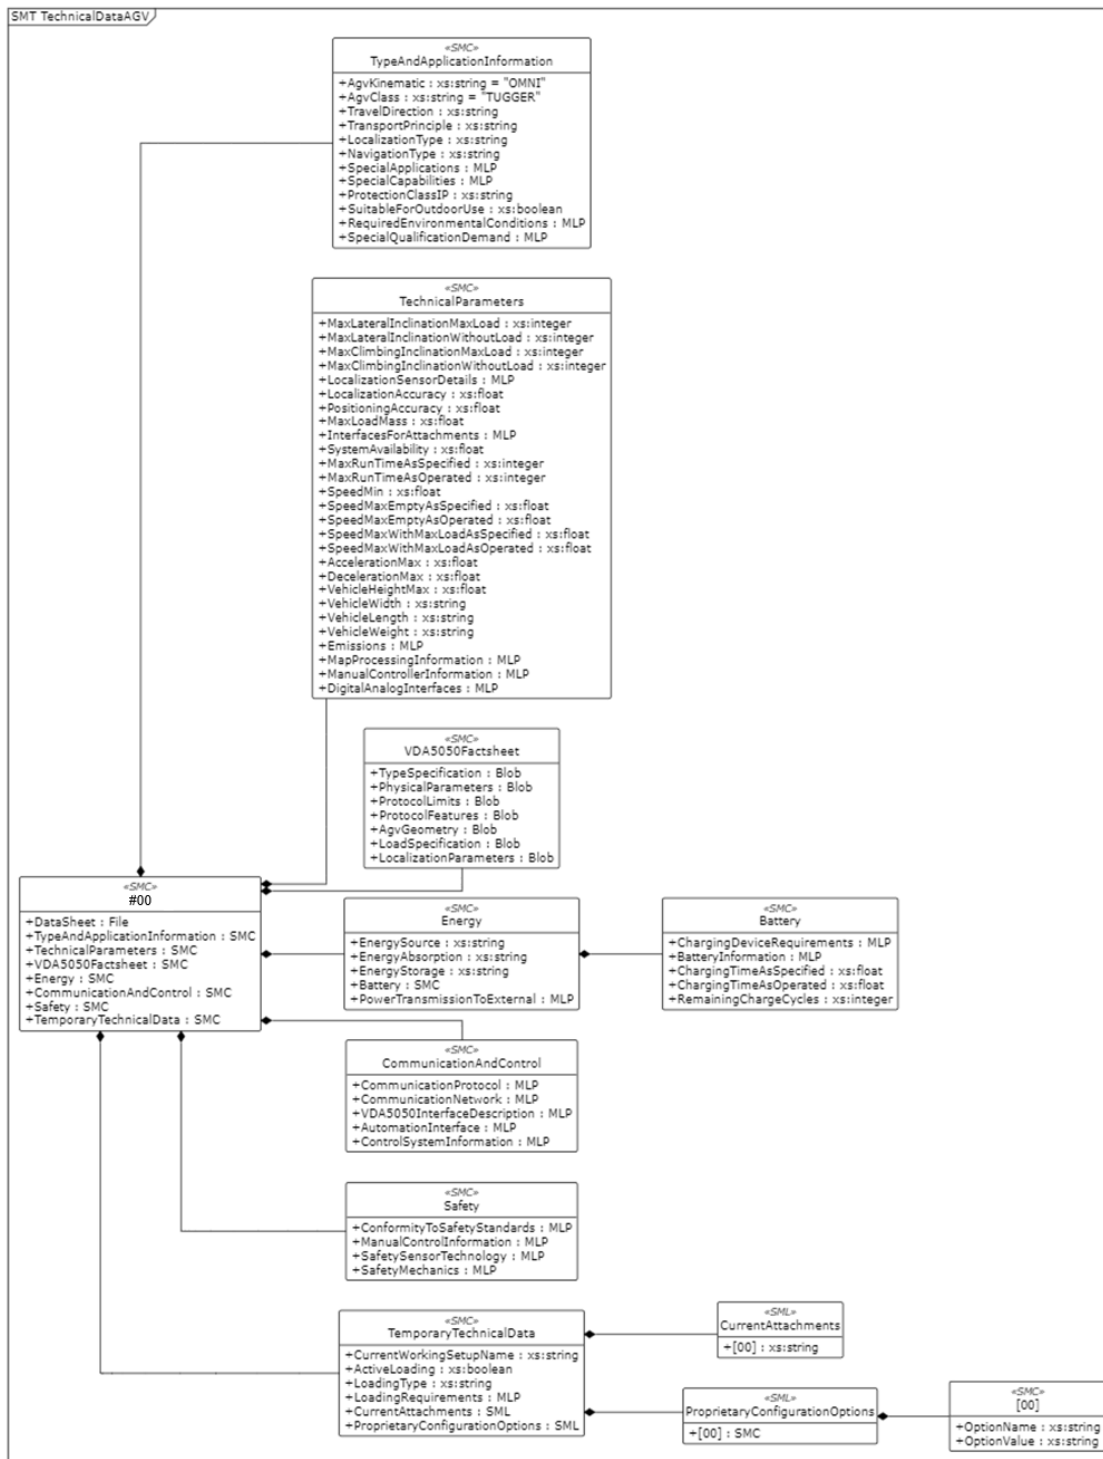 SMT TechnicalDataAGV
«SMC»
TypeAndApplicationInformation
+AgvKinematic : xs:string = "OMNI"
+AgvClass : xs:string = "TUGGER"
+TravelDirection : xs:string
+TransportPrinciple : xs:string
+LocalizationType : xs:string
+NavigationType : xs:string
+SpecialApplications : MLP
+SpecialCapabilities : MLP
+ProtectionClassIP : xs:string
+SuitableForOutdoorUse : xs:boolean
+RequiredEnvironmentalConditions : MLP
+SpecialQualificationDemand : MLP
«SMC»
TechnicalParameters
+MaxLateralInclinationMaxLoad : xs:integer
+MaxLateralInclinationWithoutLoad : xs:integer
+MaxClimbingInclinationMaxLoad : xs:integer
+MaxClimbingInclinationWithoutLoad : xs:integer
+LocalizationSensorDetails : MLP
+LocalizationAccuracy : xs:float
+PositioningAccuracy : xs:float
+MaxLoadMass : xs:float
+InterfacesForAttachments : MLP
+SystemAvailability : xs:float
+MaxRunTimeAsSpecified : xs:integer
+MaxRunTimeAsOperated : xs:integer
+SpeedMin : xs:float
+SpeedMaxEmptyAsSpecified : xs:float
+SpeedMaxEmptyAsOperated : xs:float
+SpeedMaxWithMaxLoadAsSpecified : xs:float
+SpeedMaxWithMaxLoadAsOperated : xs:float
+AccelerationMax : xs:float
+DecelerationMax : xs:float
+VehicleHeightMax : xs:float
+VehicleWidth : xs:string
+VehicleLength : xs:string
+VehicleWeight : xs:string
+Emissions : MLP
+MapProcessingInformation : MLP
+ManualControllerInformation : MLP
+DigitalAnalogInterfaces : MLP
«SMC»
VDA5050Factsheet
+TypeSpecification : Blob
+PhysicalParameters : Blob
+ProtocolLimits : Blob
+ProtocolFeatures : Blob
+AgvGeometry : Blob
+LoadSpecification : Blob
+LocalizationParameters : Blob
«SMC»
#00
+DataSheet : File
+TypeAndApplicationInformation : SMC
+TechnicalParameters : SMC
+VDA5050Factsheet : SMC
+Energy : SMC
+CommunicationAndControl : SMC
+Safety : SMC
+TemporaryTechnicalData : SMC
«SMC»
Energy
+EnergySource : xs:string
+EnergyAbsorption : xs:string
+EnergyStorage : xs:string
+Battery : SMC
+PowerTransmissionToExternal : MLP
«SMC»
Battery
+ChargingDeviceRequirements : MLP
+BatteryInformation : MLP
+ChargingTimeAsSpecified : xs:float
+ChargingTimeAsOperated : xs:float
+RemainingChargeCycles : xs:integer
«SMC»
CommunicationAndControl
+CommunicationProtocol : MLP
+CommunicationNetwork : MLP
+VDA5050InterfaceDescription : MLP
+AutomationInterface : MLP
+ControlSystemInformation : MLP
«SMC»
Safety
+ConformityToSafetyStandards : MLP
+ManualControlInformation : MLP
+SafetySensorTechnology : MLP
+SafetyMechanics : MLP
«SMC»
TemporaryTechnicalData
+CurrentWorkingSetupName : xs:string
+ActiveLoading : xs:boolean
+LoadingType : xs:string
+LoadingRequirements : MLP
+CurrentAttachments : SML
+ProprietaryConfigurationOptions : SML
«SML»
CurrentAttachments
+[00] : xs:string
«SML»
ProprietaryConfigurationOptions
+[00] : SMC
«SMC»
[00]
+OptionName : xs:string
+OptionValue : xs:string